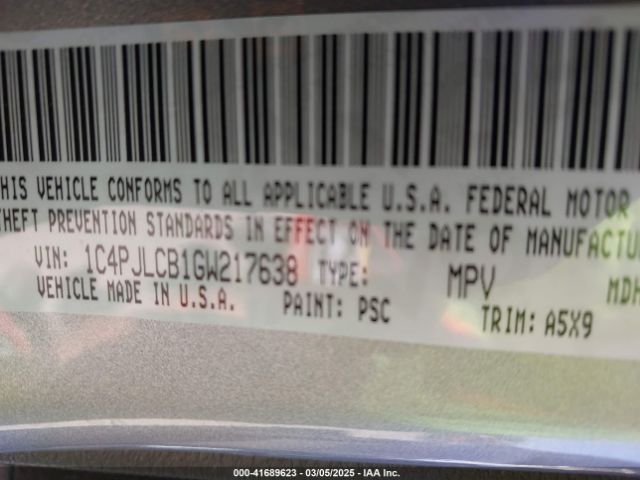 THIS VEHICLE CONFORMS TO ALL APPLICABLE U.S.A. FEDERAL MOTOR
THEFT PREVENTION STANDARDS IN EFFECT ON THE DATE OF MANUFACTU
VIN: 1C4PJLCB1GW217638 TYPE: MPV MDH
VEHICLE MADE IN U.S.A. PAINT: PSC TRIM: A5X9
000-41689623 - 03/05/2025 - IAA Inc.